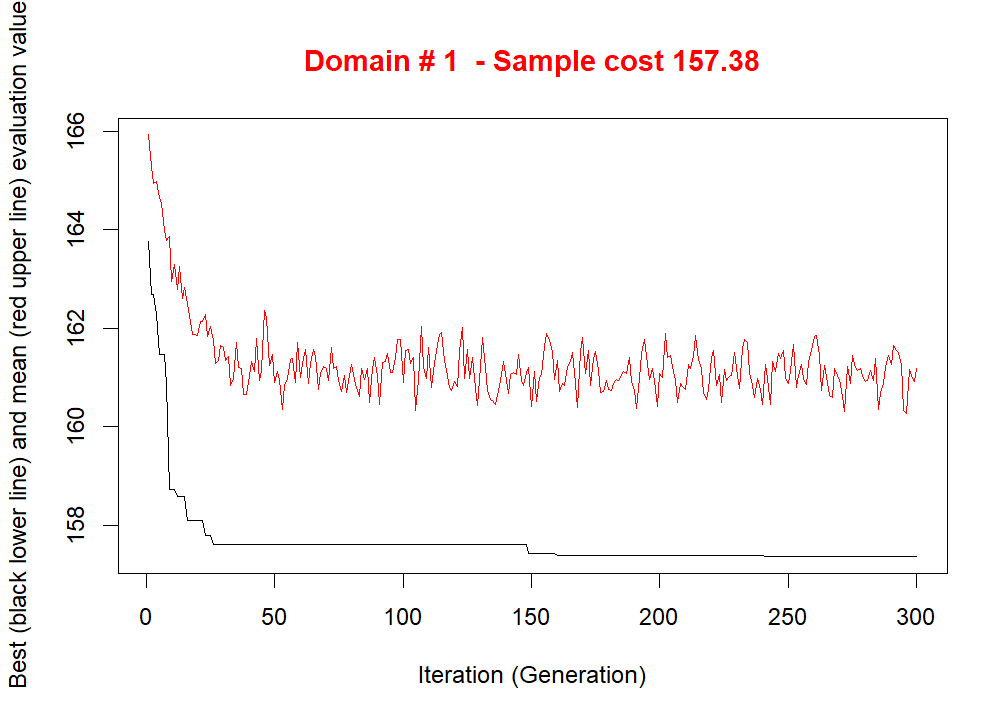 Domain # 1  - Sample cost 157.38
Best (black lower line) and mean (red upper line) evaluation value
166
164
162
160
158
0 50 100 150 200 250 300
Iteration (Generation)